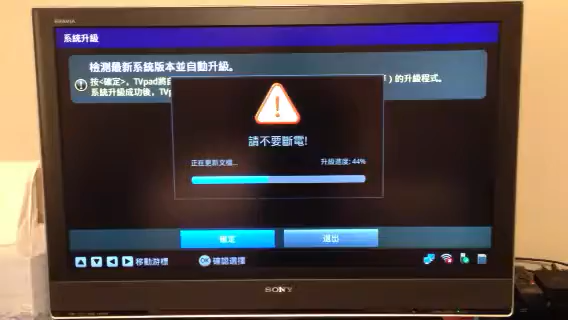 BRAVIA
系統升級
檢測最新系統版本並自動升級。
按<確定>，TVpad將自
)的升級程式。
系統升級成功後，TVp
請不要斷電!
正在更新文檔...
升級進度: 44%
確定
退出
移動游標
OK 確認選擇
SONY